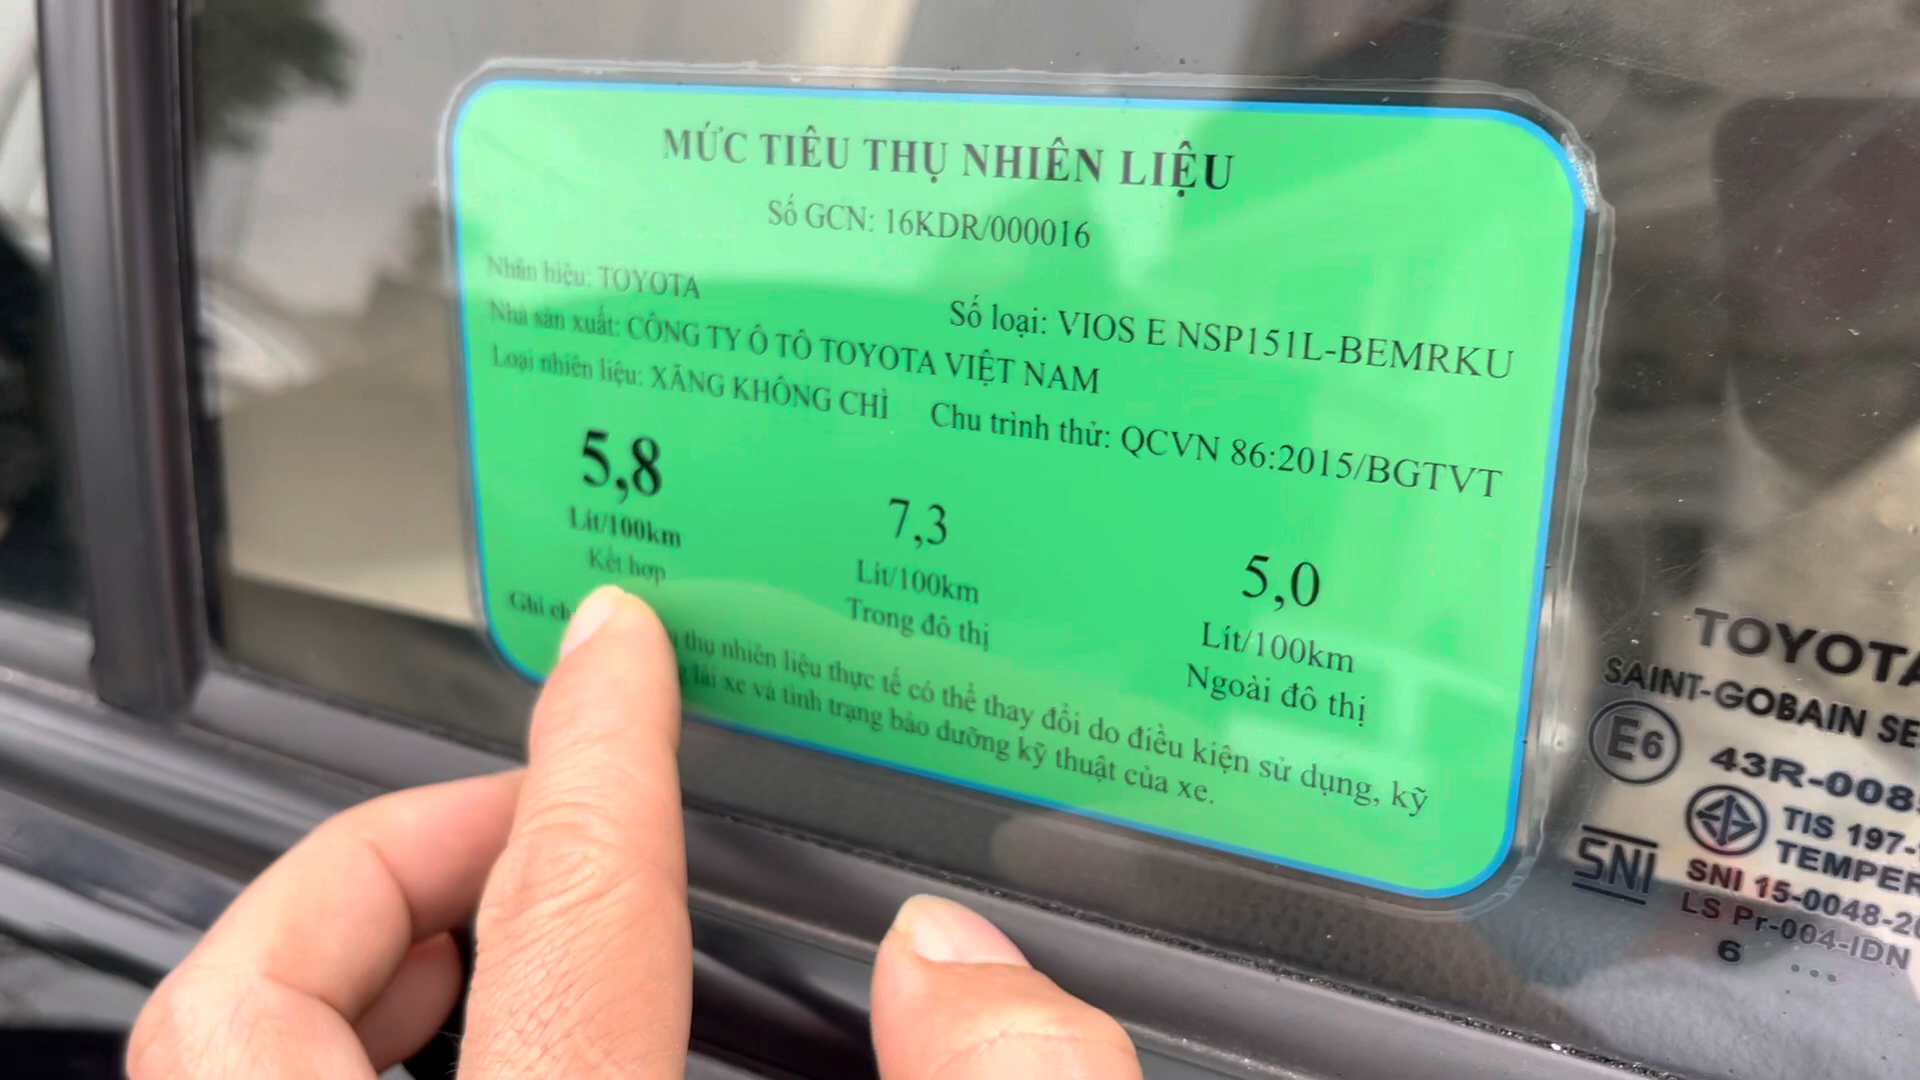 MỨC TIÊU THỤ NHIÊN LIỆU
Số GCN: 16KDR/000016
Nhãn hiệu: TOYOTA
Số loại: VIOS E NSP151L-BEMRKU
Nhà sản xuất: CÔNG TY Ô TÔ TOYOTA VIỆT NAM
Loại nhiên liệu: XĂNG KHÔNG CHÌ
Chu trình thử: QCVN 86:2015/BGTVT
5,8
Lít/100km
Kết hợp
7,3
Lít/100km
Trong đô thị
5,0
Lít/100km
Ngoài đô thị
Ghi thụ nhiên liệu thực tế có thể thay đổi do điều kiện sử dụng, kỹ
lái xe và tình trạng bảo dưỡng kỹ thuật của xe.
TOYOTA
SAINT-GOBAIN SE
E6
43R-008
TIS 197-
TEMPER
SNI
SNI 15-0048-20
LS Pr-004-IDN
6 ...